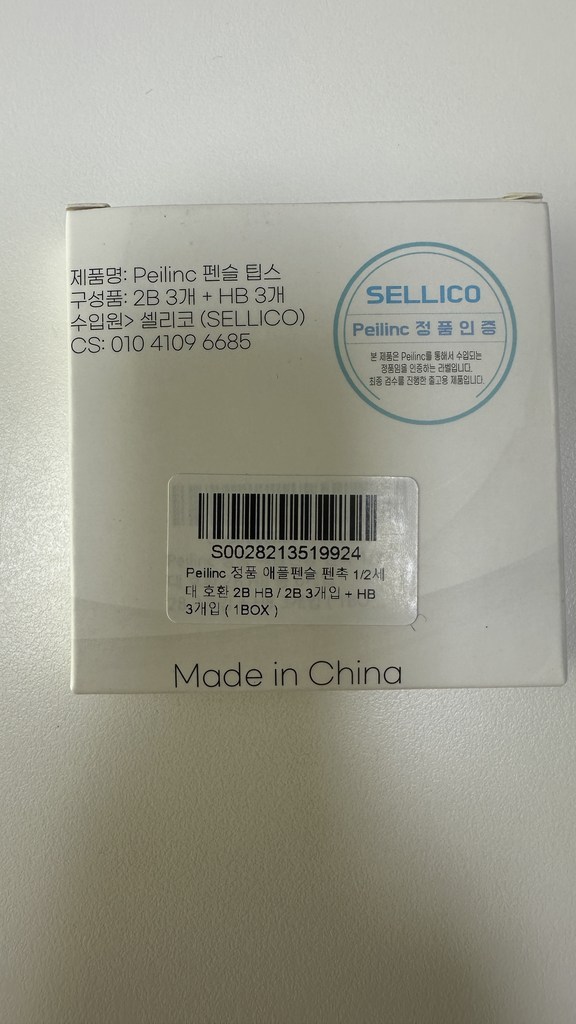 제품명: Peilinc 펜슬 팁스
구성품: 2B 3개 + HB 3개
수입원> 셀리코 (SELLICO)
CS: 010 4109 6685
SELLICO
Peilinc 정품인증
본 제품은 Peilinc를 통해서 수입되는
정품임을 인증하는 라벨입니다.
최종 검수를 진행한 출고용 제품입니다.
S0028213519924
Peilinc 정품 애플펜슬 펜촉 1/2세
대 호환 2B HB / 2B 3개입 + HB
3개입 ( 1BOX )
Made in China